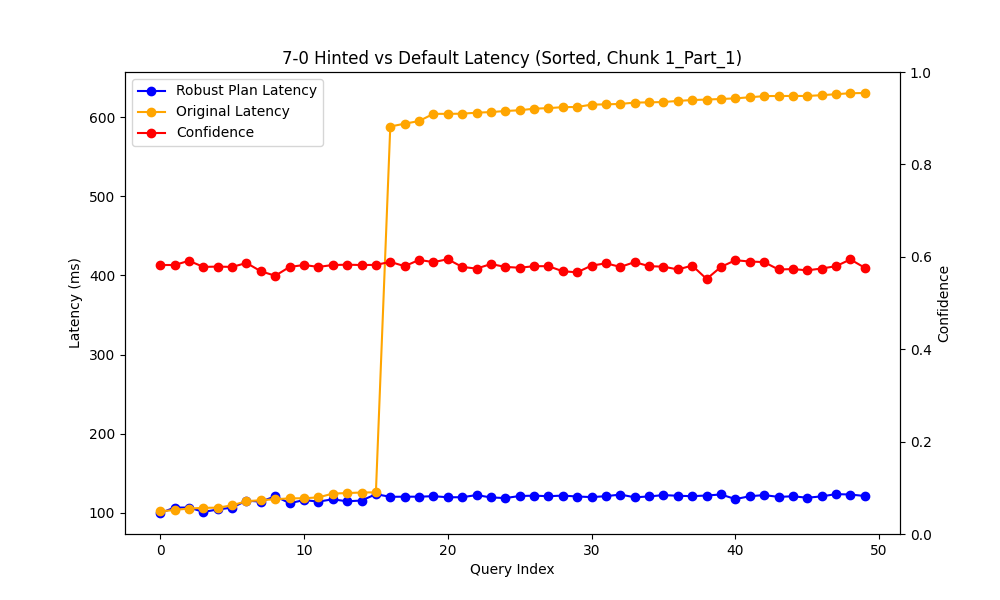 7-0 Hinted vs Default Latency (Sorted, Chunk 1_Part_1)
Robust Plan Latency
Original Latency
Confidence
600
500
400
300
200
100
Latency (ms)
1.0
0.8
0.6
0.4
0.2
0.0
Confidence
0 10 20 30 40 50
Query Index